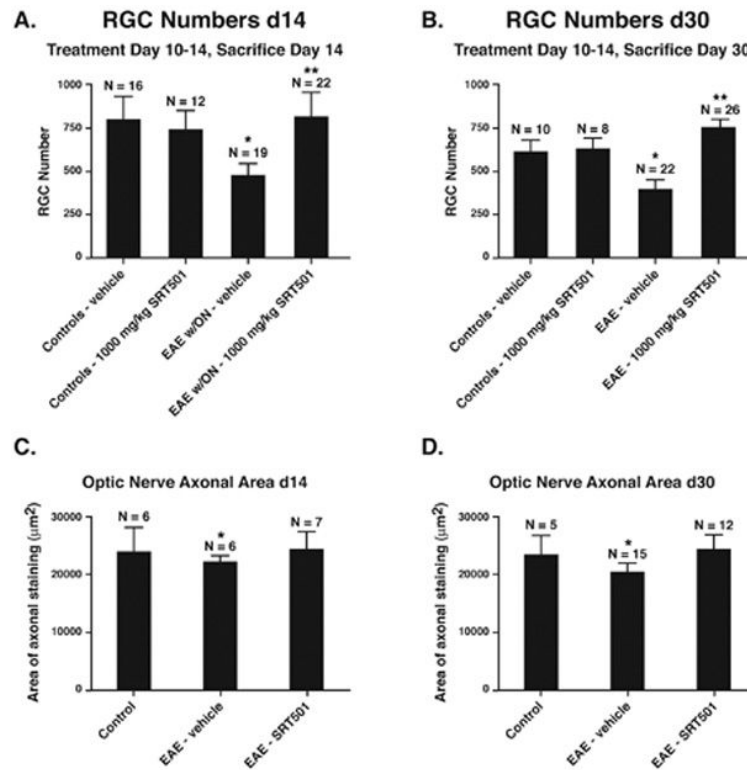 A.
RGC Numbers d14
Treatment Day 10-14, Sacrifice Day 14
1000
750
500
250
0
RGC Number
N = 16
N = 12
*
N = 19
**
N = 22
Controls - vehicle
Controls - 1000 mg/kg SRT501
EAE w/ON - vehicle
EAE w/ON - 1000 mg/kg SRT501
B.
RGC Numbers d30
Treatment Day 10-14, Sacrifice Day 30
1000
750
500
250
0
RGC Number
N = 10
N = 8
*
N = 22
**
N = 26
Controls - vehicle
Controls - 1000 mg/kg SRT501
EAE - vehicle
EAE - 1000 mg/kg SRT501
C.
Optic Nerve Axonal Area d14
30000
20000
10000
0
Area of axonal staining (μm²)
N = 6
*
N = 6
N = 7
Control
EAE - vehicle
EAE - SRT501
D.
Optic Nerve Axonal Area d30
30000
20000
10000
0
Area of axonal staining (μm²)
N = 5
*
N = 15
N = 12
Control
EAE - vehicle
EAE - SRT501